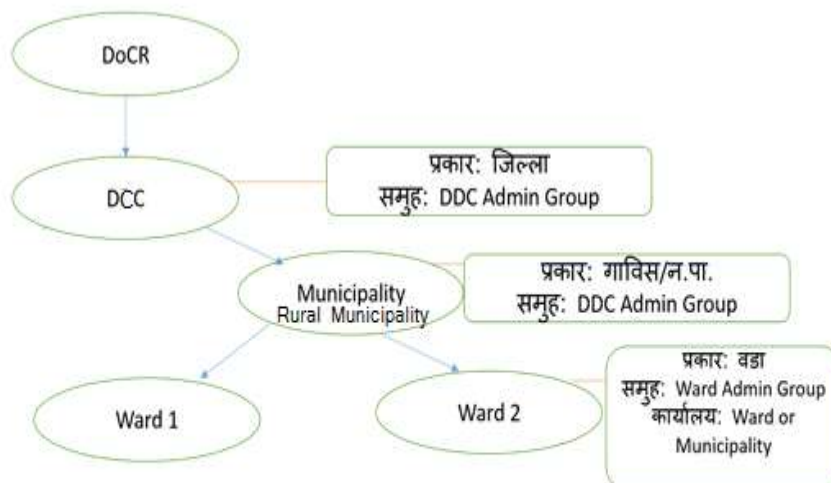 DoCR
DCC
प्रकार: जिल्ला
समुह: DDC Admin Group
Municipality
Rural Municipality
प्रकार: गाविस/न.पा.
समुह: DDC Admin Group
Ward 1
Ward 2
प्रकार: वडा
समुह: Ward Admin Group
कार्यालय: Ward or
Municipality